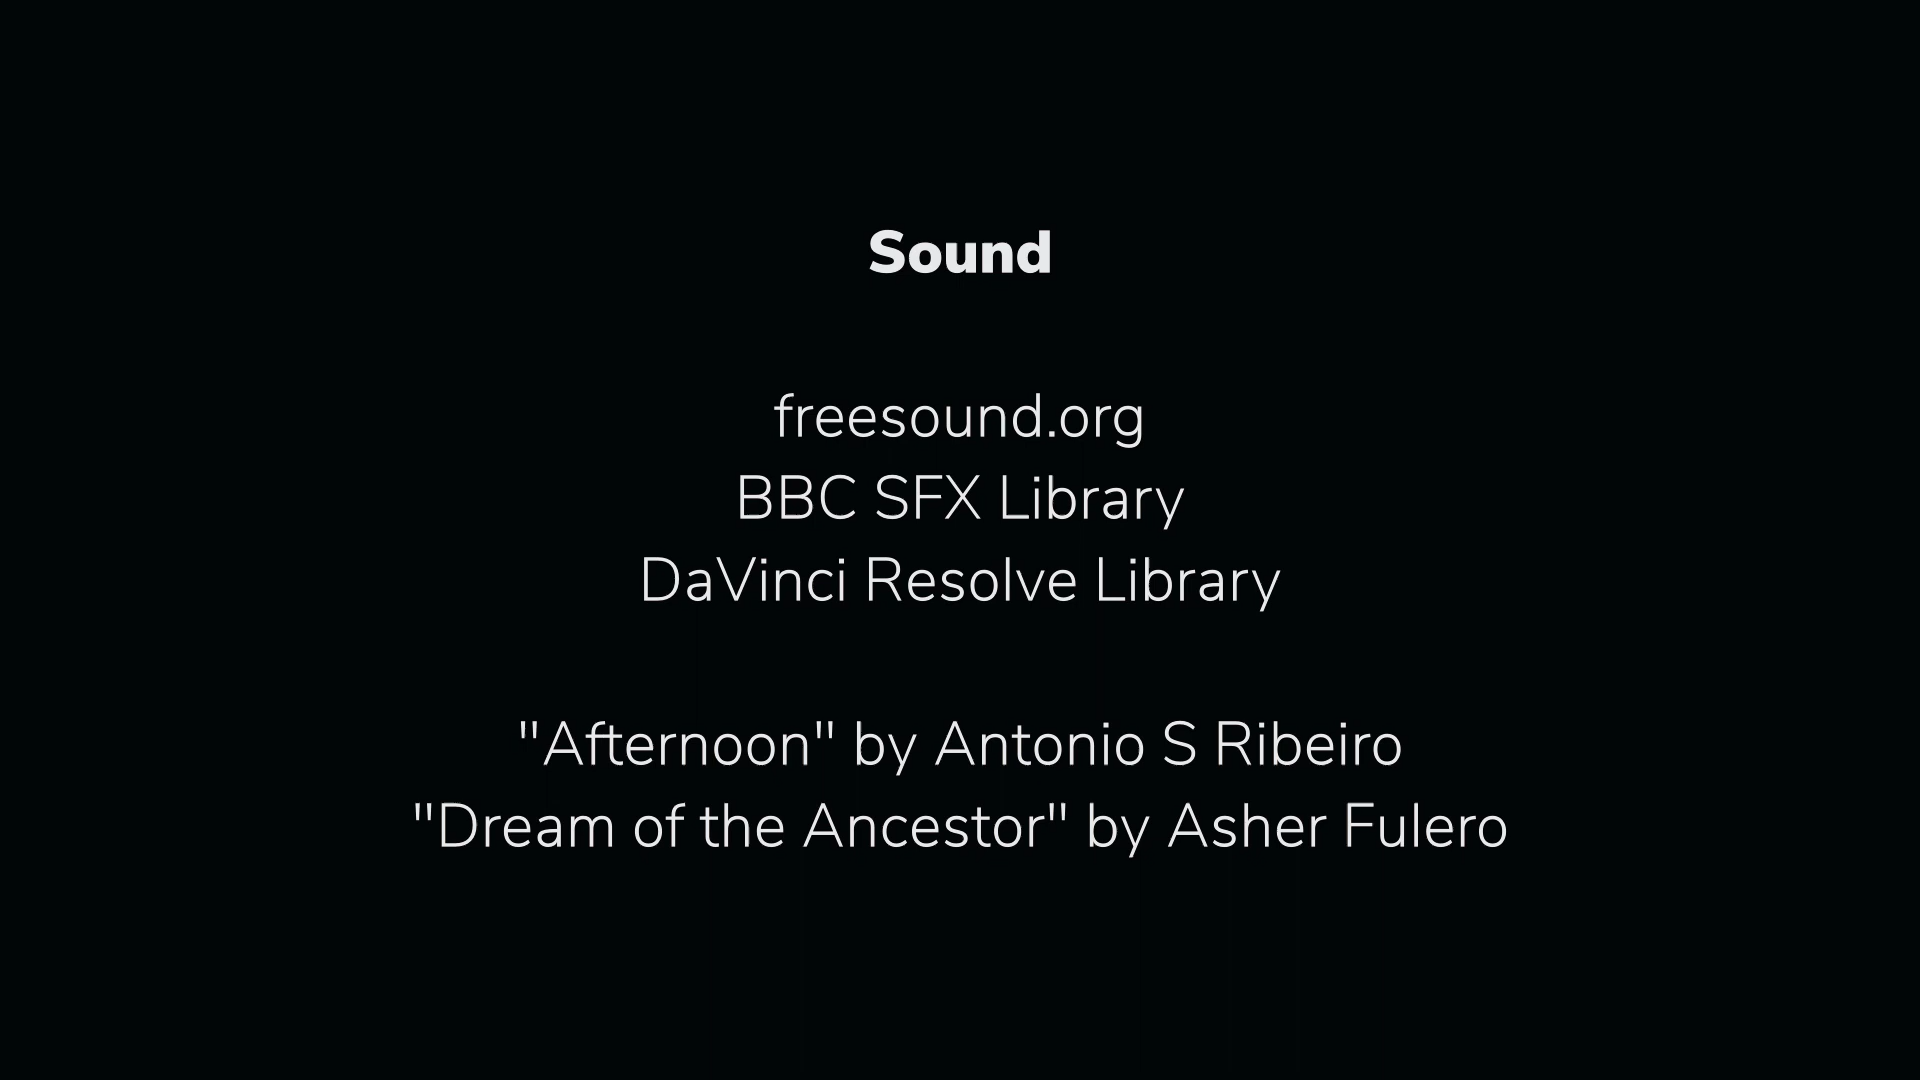 Sound
freesound.org
BBC SFX Library
DaVinci Resolve Library
"Afternoon" by Antonio S Ribeiro
"Dream of the Ancestor" by Asher Fulero